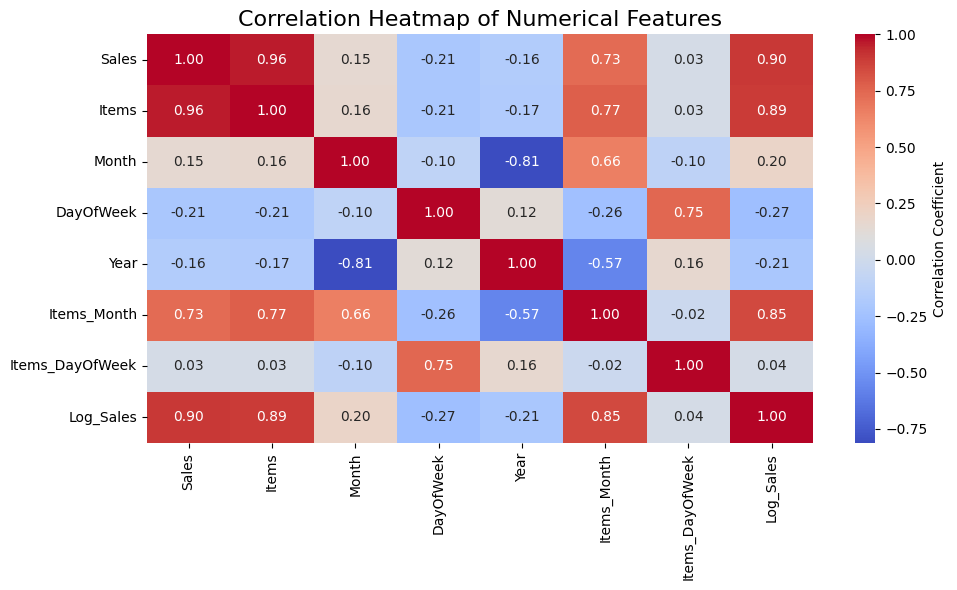 Correlation Heatmap of Numerical Features
Sales 1.00 0.96 0.15 -0.21 -0.16 0.73 0.03 0.90
Items 0.96 1.00 0.16 -0.21 -0.17 0.77 0.03 0.89
Month 0.15 0.16 1.00 -0.10 -0.81 0.66 -0.10 0.20
DayOfWeek -0.21 -0.21 -0.10 1.00 0.12 -0.26 0.75 -0.27
Year -0.16 -0.17 -0.81 0.12 1.00 -0.57 0.16 -0.21
Items_Month 0.73 0.77 0.66 -0.26 -0.57 1.00 -0.02 0.85
Items_DayOfWeek 0.03 0.03 -0.10 0.75 0.16 -0.02 1.00 0.04
Log_Sales 0.90 0.89 0.20 -0.27 -0.21 0.85 0.04 1.00
Sales
Items
Month
DayOfWeek
Year
Items_Month
Items_DayOfWeek
Log_Sales
1.00
0.75
0.50
0.25
0.00
−0.25
−0.50
−0.75
Correlation Coefficient